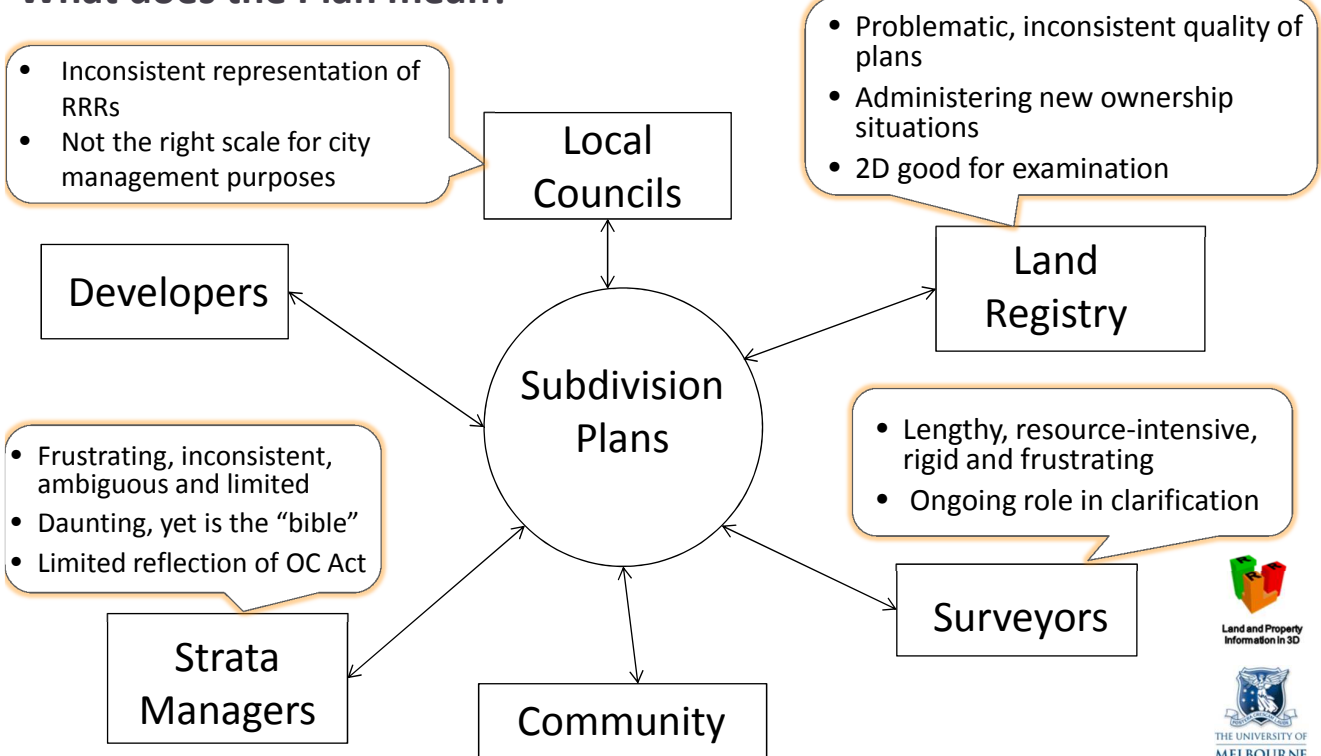 What does the Plan mean?
• Inconsistent representation of
RRRs
• Not the right scale for city
management purposes
• Problematic, inconsistent quality of
plans
• Administering new ownership
situations
• 2D good for examination
Local
Councils
Developers
Land
Registry
Subdivision
Plans
• Frustrating, inconsistent,
ambiguous and limited
• Daunting, yet is the “bible”
• Limited reflection of OC Act
• Lengthy, resource-intensive,
rigid and frustrating
• Ongoing role in clarification
Strata
Managers
Community
Surveyors
Land and Property
Information in 3D
THE UNIVERSITY OF
MELBOURNE